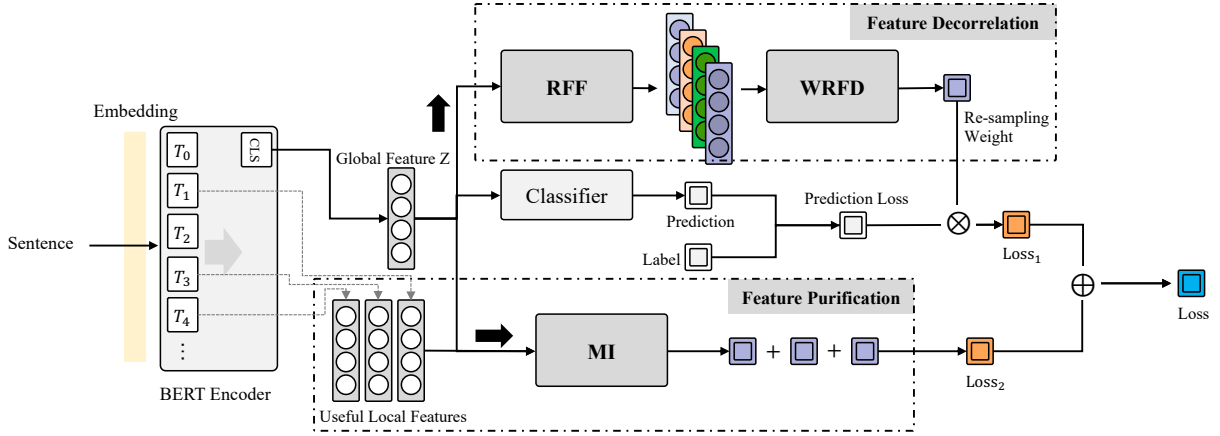 Feature Decorrelation
RFF
WRFD
Re-sampling
Weight
Embedding
T0
CLS
T1
T2
T3
T4
⋮
BERT Encoder
Sentence
Global Feature Z
Classifier
Prediction
Label
Prediction Loss
⊗
Loss1
⊕
Loss
Feature Purification
MI
+ +
Loss2
Useful Local Features